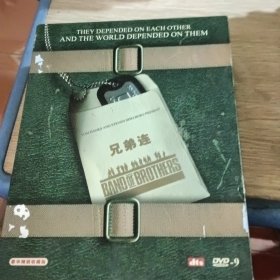 THEY DEPENDED ON EACH OTHER
AND THE WORLD DEPENDED ON THEM
兄弟连
BAND OF BROTHERS
dts
DVD-9